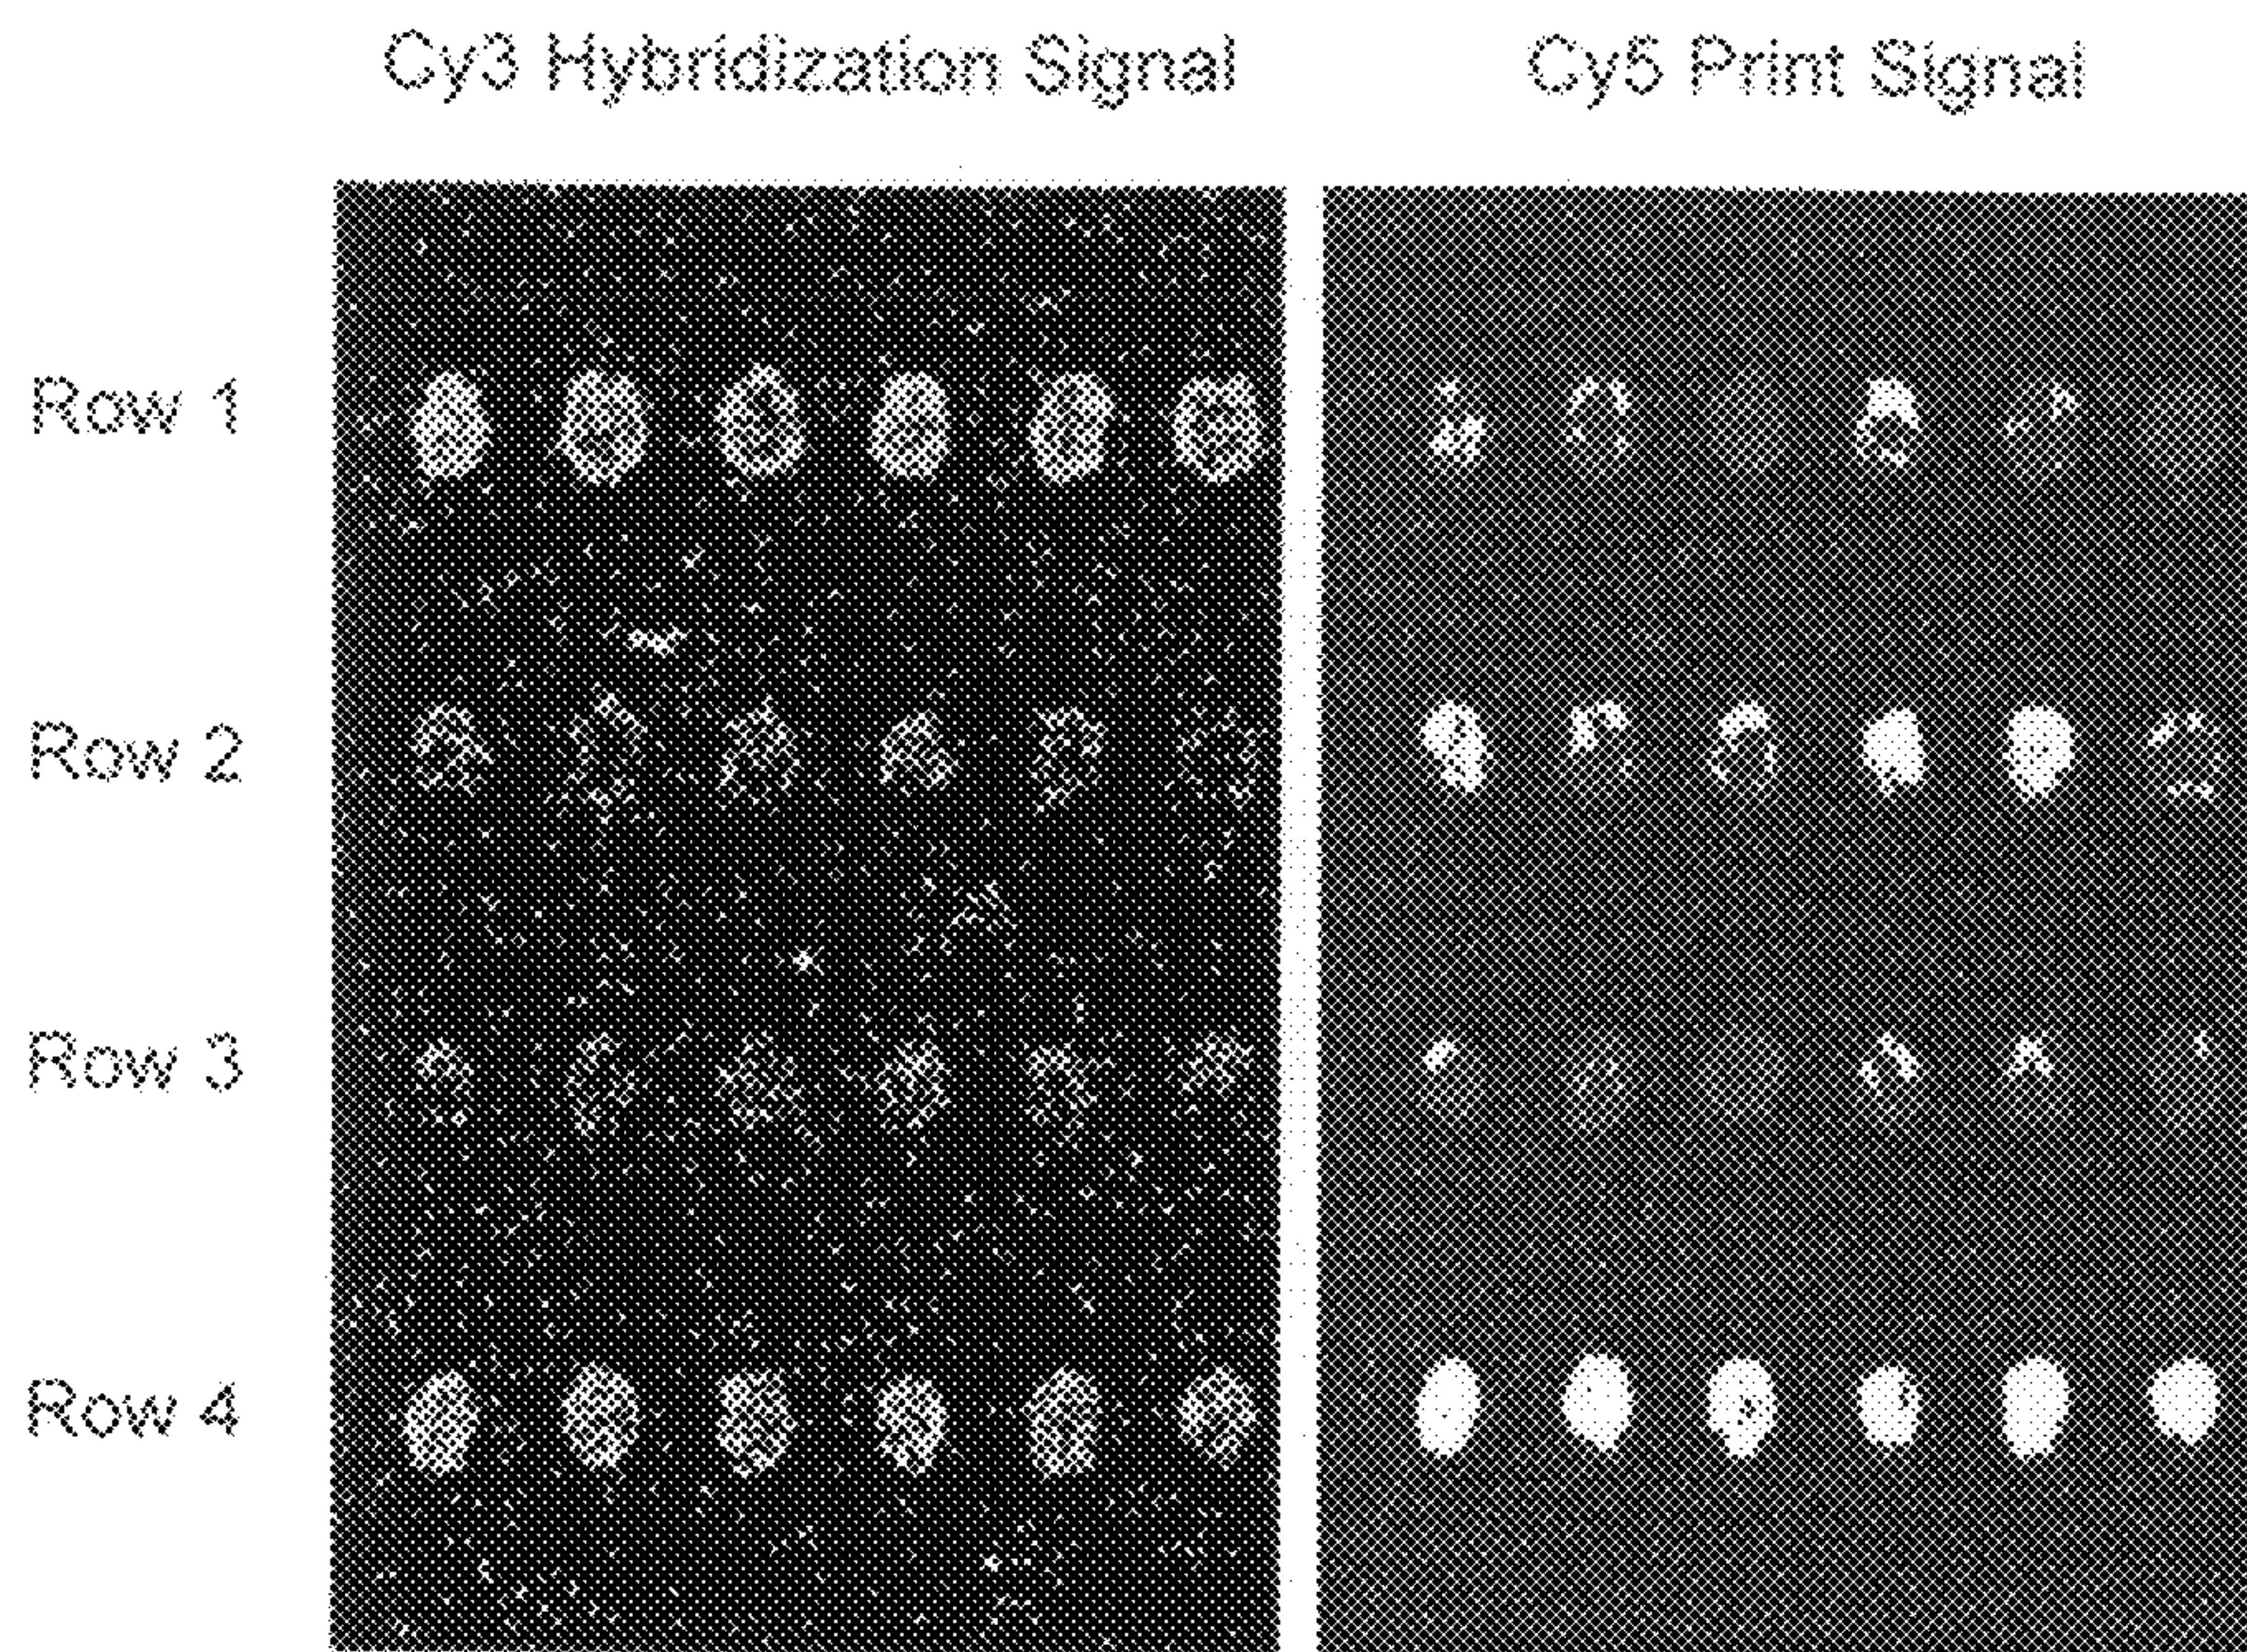 Cy3 Hybridization Signal
Cy5 Print Signal
Row 1
Row 2
Row 3
Row 4